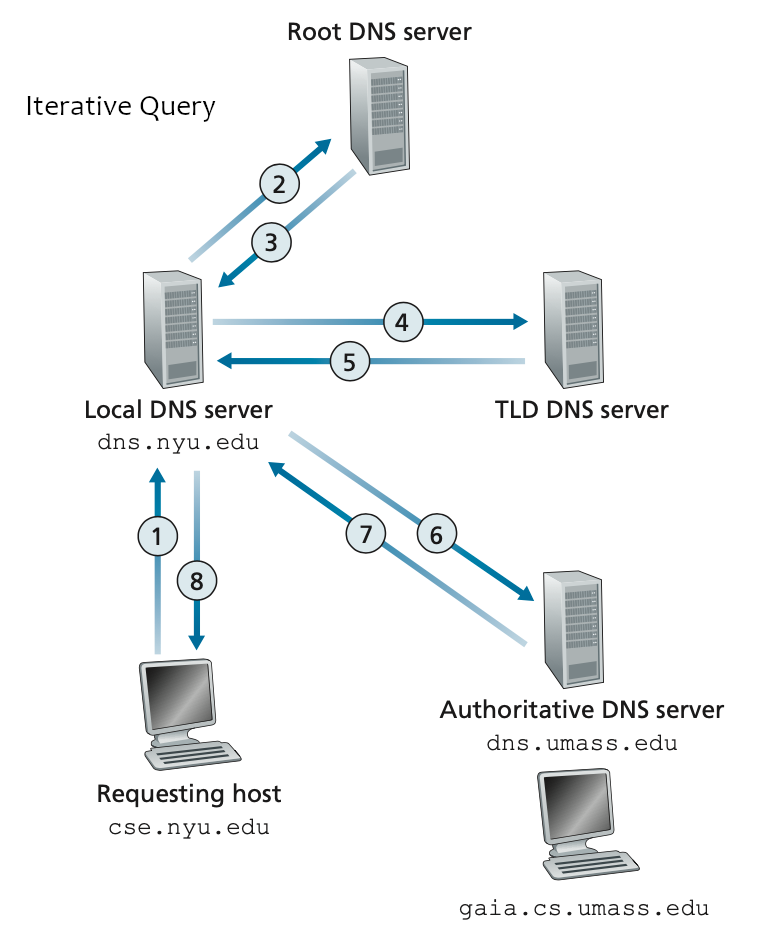 Root DNS server
Iterative Query
2
3
4
5
Local DNS server
dns.nyu.edu
TLD DNS server
1
8
7
6
Authoritative DNS server
dns.umass.edu
Requesting host
cse.nyu.edu
gaia.cs.umass.edu